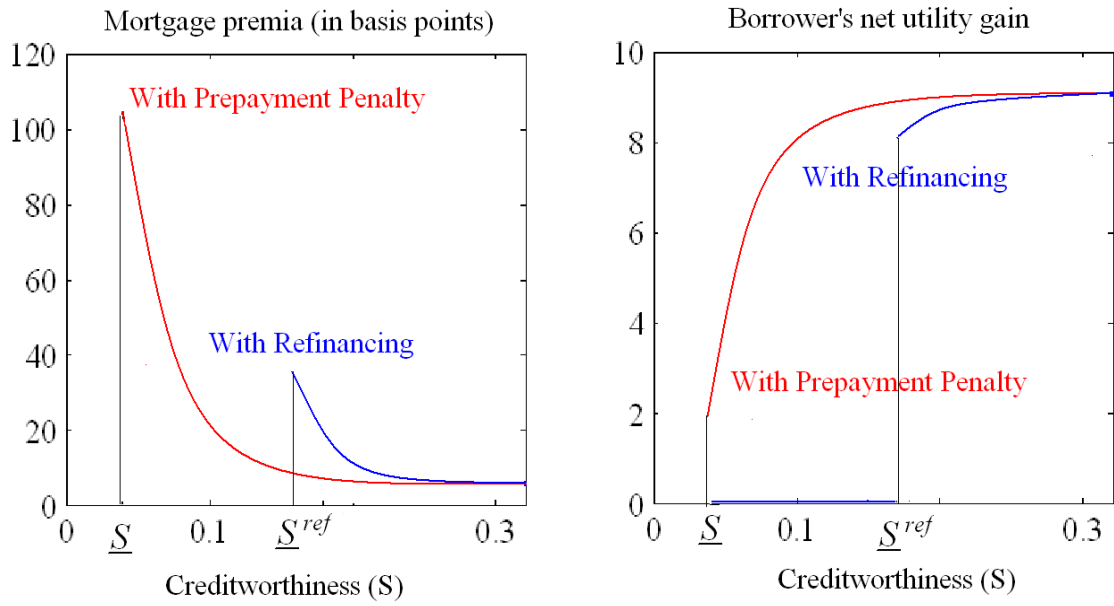 Mortgage premia (in basis points)
120
100
80
60
40
20
0
With Prepayment Penalty
With Refinancing
0
S
0.1
S ref
0.3
Creditworthiness (S)
Borrower's net utility gain
10
8
6
4
2
0
With Refinancing
With Prepayment Penalty
S
0.1
S ref
0.3
Creditworthiness (S)